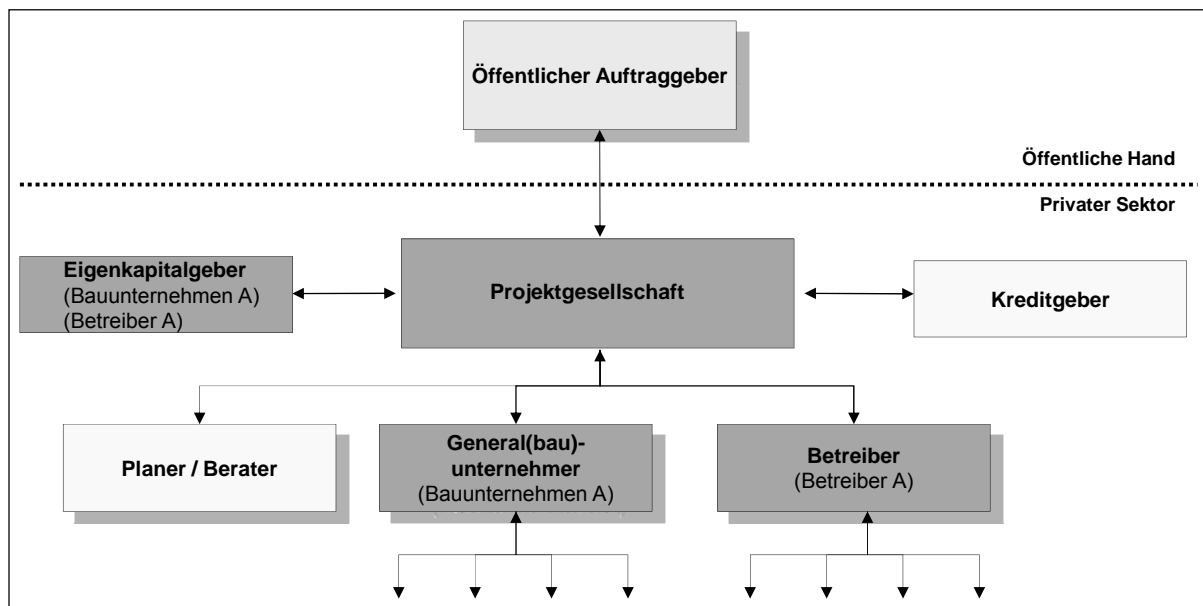 Öffentlicher Auftraggeber
Öffentliche Hand
Privater Sektor
Eigenkapitalgeber
(Bauunternehmen A)
(Betreiber A)
Projektgesellschaft
Kreditgeber
Planer / Berater
General(bau)-
unternehmer
(Bauunternehmen A)
Betreiber
(Betreiber A)